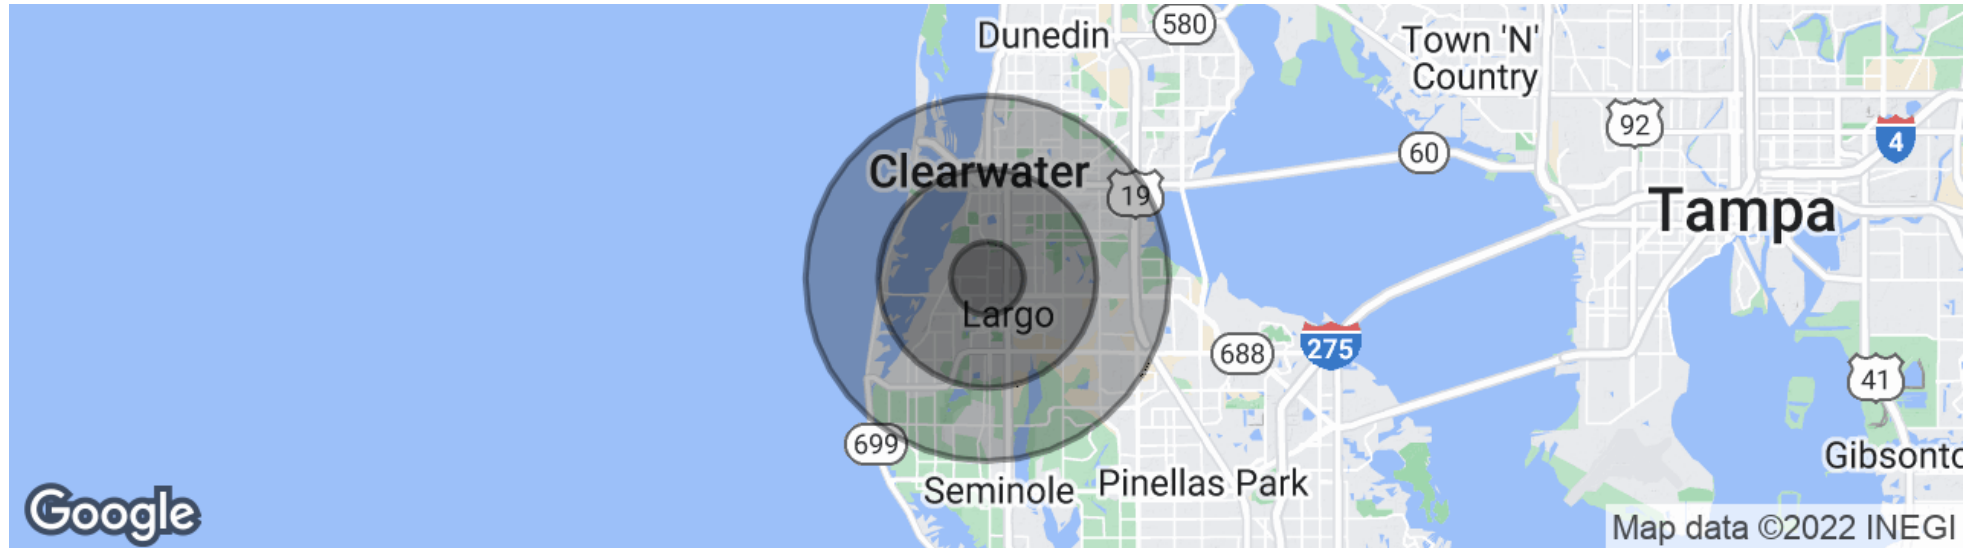 Dunedin
580
Town 'N'
Country
92
4
60
Clearwater
19
Tampa
Largo
688
275
41
699
Gibsontc
Seminole
Pinellas Park
Google
Map data ©2022 INEGI